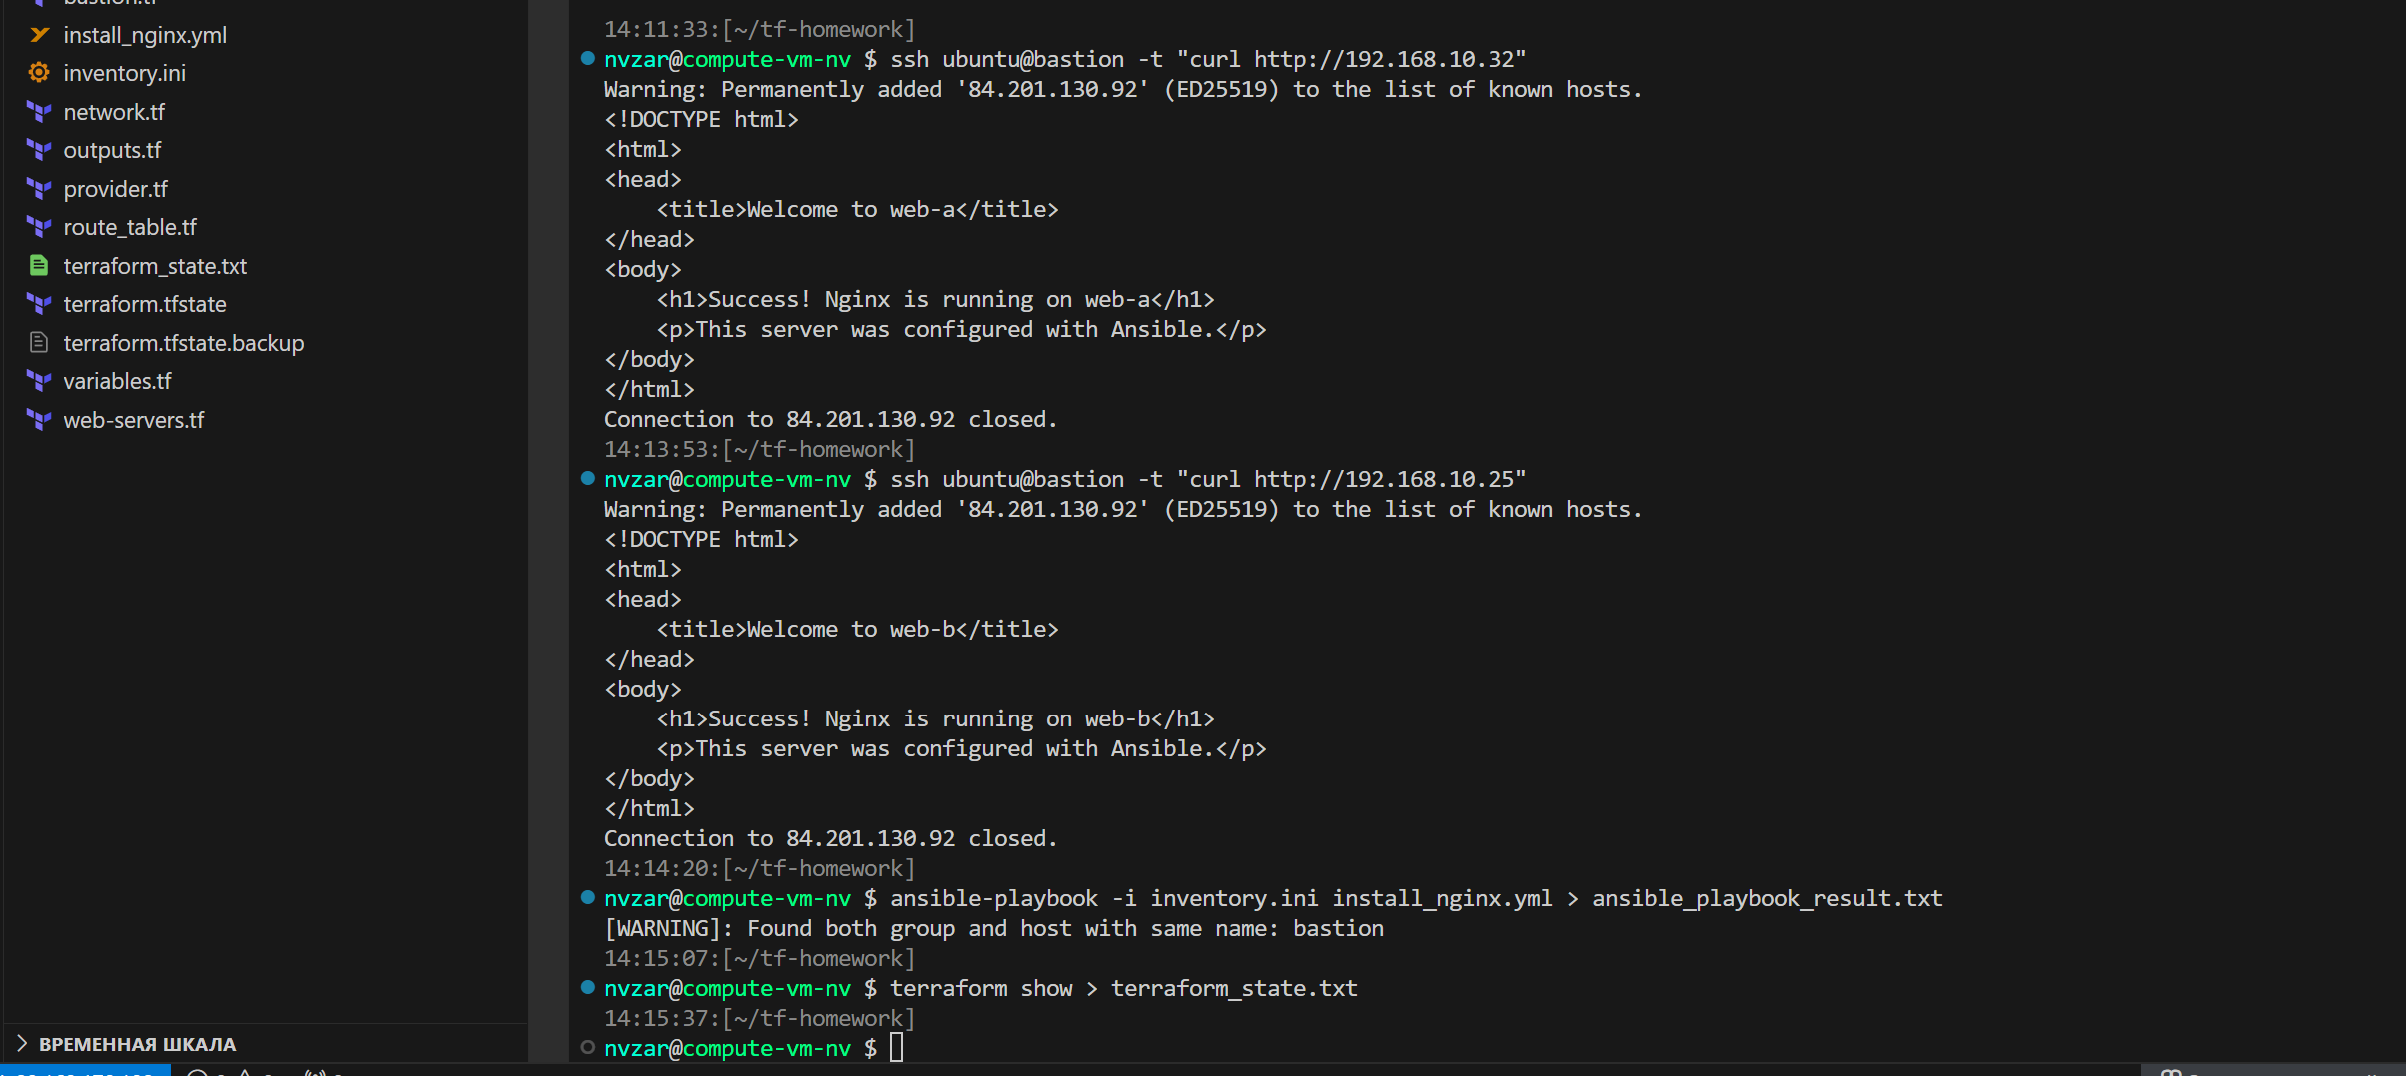 bastion.tf
install_nginx.yml
inventory.ini
network.tf
outputs.tf
provider.tf
route_table.tf
terraform_state.txt
terraform.tfstate
terraform.tfstate.backup
variables.tf
web-servers.tf
ВРЕМЕННАЯ ШКАЛА
14:11:33:[~/tf-homework]
nvzar@compute-vm-nv $ ssh ubuntu@bastion -t "curl http://192.168.10.32"
Warning: Permanently added '84.201.130.92' (ED25519) to the list of known hosts.
<!DOCTYPE html>
<html>
<head>
    <title>Welcome to web-a</title>
</head>
<body>
    <h1>Success! Nginx is running on web-a</h1>
    <p>This server was configured with Ansible.</p>
</body>
</html>
Connection to 84.201.130.92 closed.
14:13:53:[~/tf-homework]
nvzar@compute-vm-nv $ ssh ubuntu@bastion -t "curl http://192.168.10.25"
Warning: Permanently added '84.201.130.92' (ED25519) to the list of known hosts.
<!DOCTYPE html>
<html>
<head>
    <title>Welcome to web-b</title>
</head>
<body>
    <h1>Success! Nginx is running on web-b</h1>
    <p>This server was configured with Ansible.</p>
</body>
</html>
Connection to 84.201.130.92 closed.
14:14:20:[~/tf-homework]
nvzar@compute-vm-nv $ ansible-playbook -i inventory.ini install_nginx.yml > ansible_playbook_result.txt
[WARNING]: Found both group and host with same name: bastion
14:15:07:[~/tf-homework]
nvzar@compute-vm-nv $ terraform show > terraform_state.txt
14:15:37:[~/tf-homework]
nvzar@compute-vm-nv $